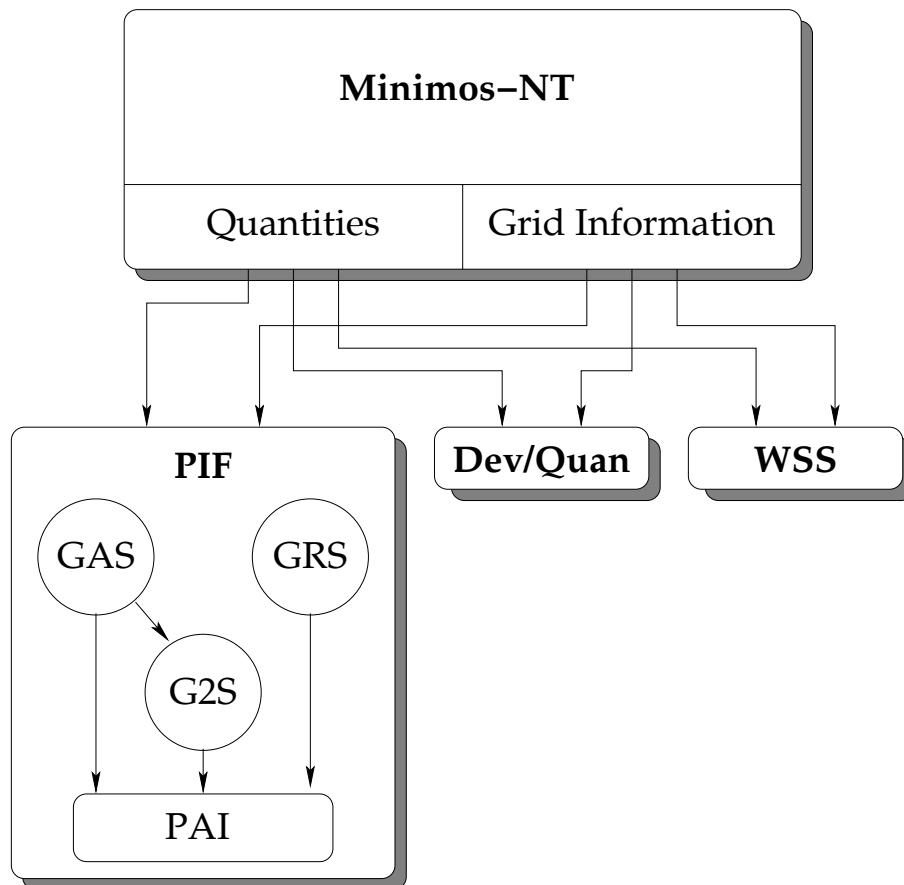 Minimos–NT
Quantities
Grid Information
PIF
Dev/Quan
WSS
GAS
GRS
G2S
PAI